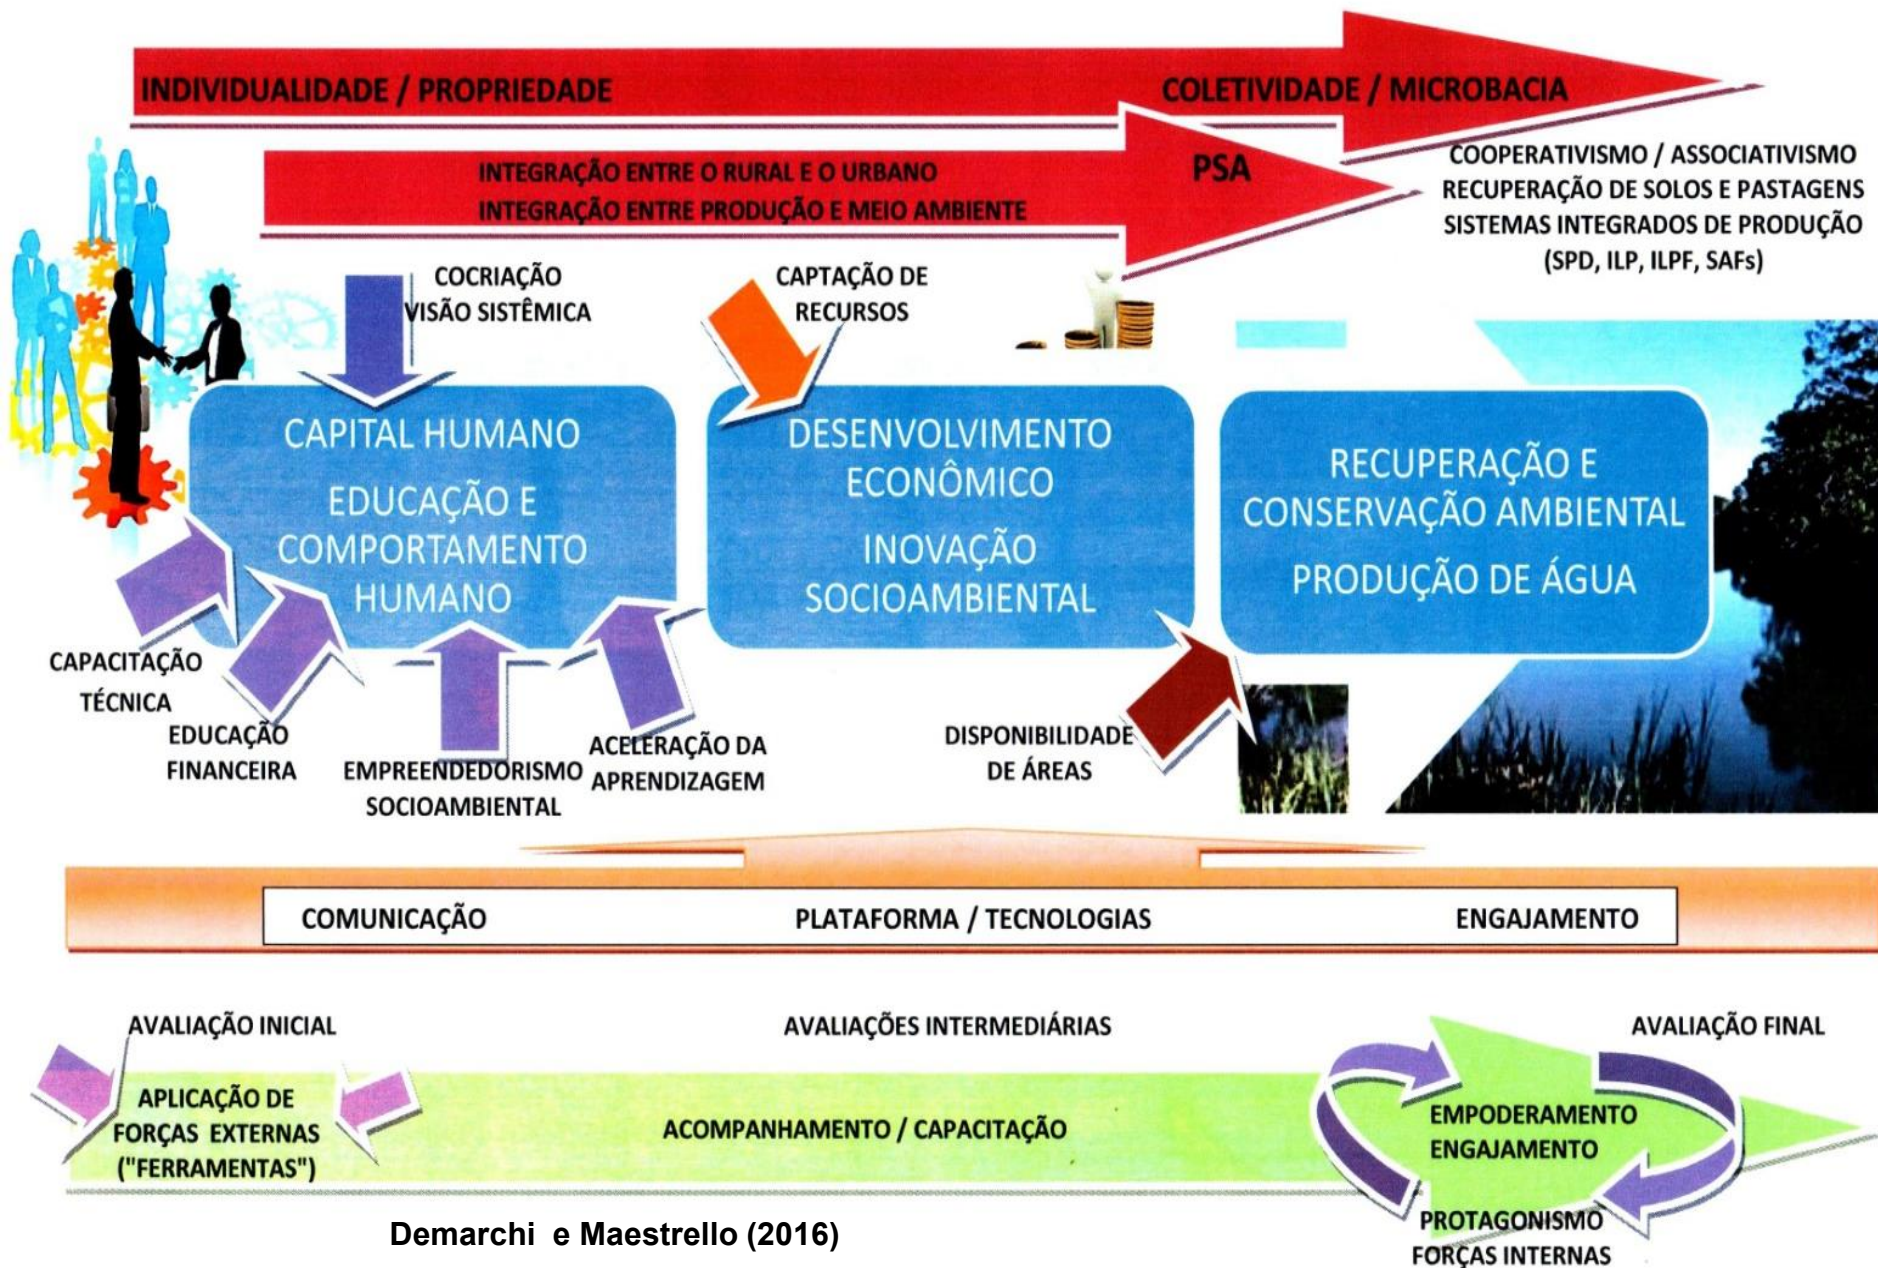 INDIVIDUALIDADE / PROPRIEDADE
COLETIVIDADE / MICROBACIA
INTEGRAÇÃO ENTRE O RURAL E O URBANO
INTEGRAÇÃO ENTRE PRODUÇÃO E MEIO AMBIENTE
PSA
COOPERATIVISMO / ASSOCIATIVISMO
RECUPERAÇÃO DE SOLOS E PASTAGENS
SISTEMAS INTEGRADOS DE PRODUÇÃO
(SPD, ILP, ILPF, SAFs)
COCRIAÇÃO
VISÃO SISTÊMICA
CAPTAÇÃO DE
RECURSOS
CAPITAL HUMANO
EDUCAÇÃO E
COMPORTAMENTO
HUMANO
DESENVOLVIMENTO
ECONÔMICO
INOVAÇÃO
SOCIOAMBIENTAL
RECUPERAÇÃO E
CONSERVAÇÃO AMBIENTAL
PRODUÇÃO DE ÁGUA
CAPACITAÇÃO
TÉCNICA
EDUCAÇÃO
FINANCEIRA
EMPREENDEDORISMO
SOCIOAMBIENTAL
ACELERAÇÃO DA
APRENDIZAGEM
DISPONIBILIDADE
DE ÁREAS
COMUNICAÇÃO
PLATAFORMA / TECNOLOGIAS
ENGAJAMENTO
AVALIAÇÃO INICIAL
AVALIAÇÕES INTERMEDIÁRIAS
AVALIAÇÃO FINAL
APLICAÇÃO DE
FORÇAS EXTERNAS
("FERRAMENTAS")
ACOMPANHAMENTO / CAPACITAÇÃO
EMPODERAMENTO
ENGAJAMENTO
PROTAGONISMO
FORÇAS INTERNAS
Demarchi e Maestrello (2016)